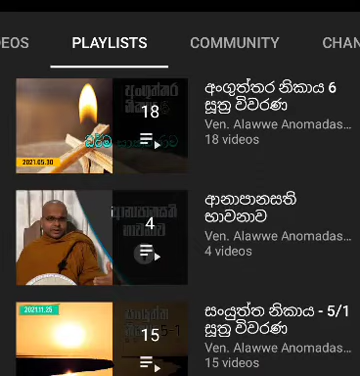 DEOS PLAYLISTS COMMUNITY CHAN
18
2021.05.30
අංගුත්තර නිකාය 6
සූත්‍ර විවරණ
Ven. Alawwe Anomadas...
18 videos
4
ආනාපානසති
භාවනාව
Ven. Alawwe Anomadas...
4 videos
2021.11.25
15
සංයුත්ත නිකාය - 5/1
සූත්‍ර විවරණ
Ven. Alawwe Anomadas...
15 videos